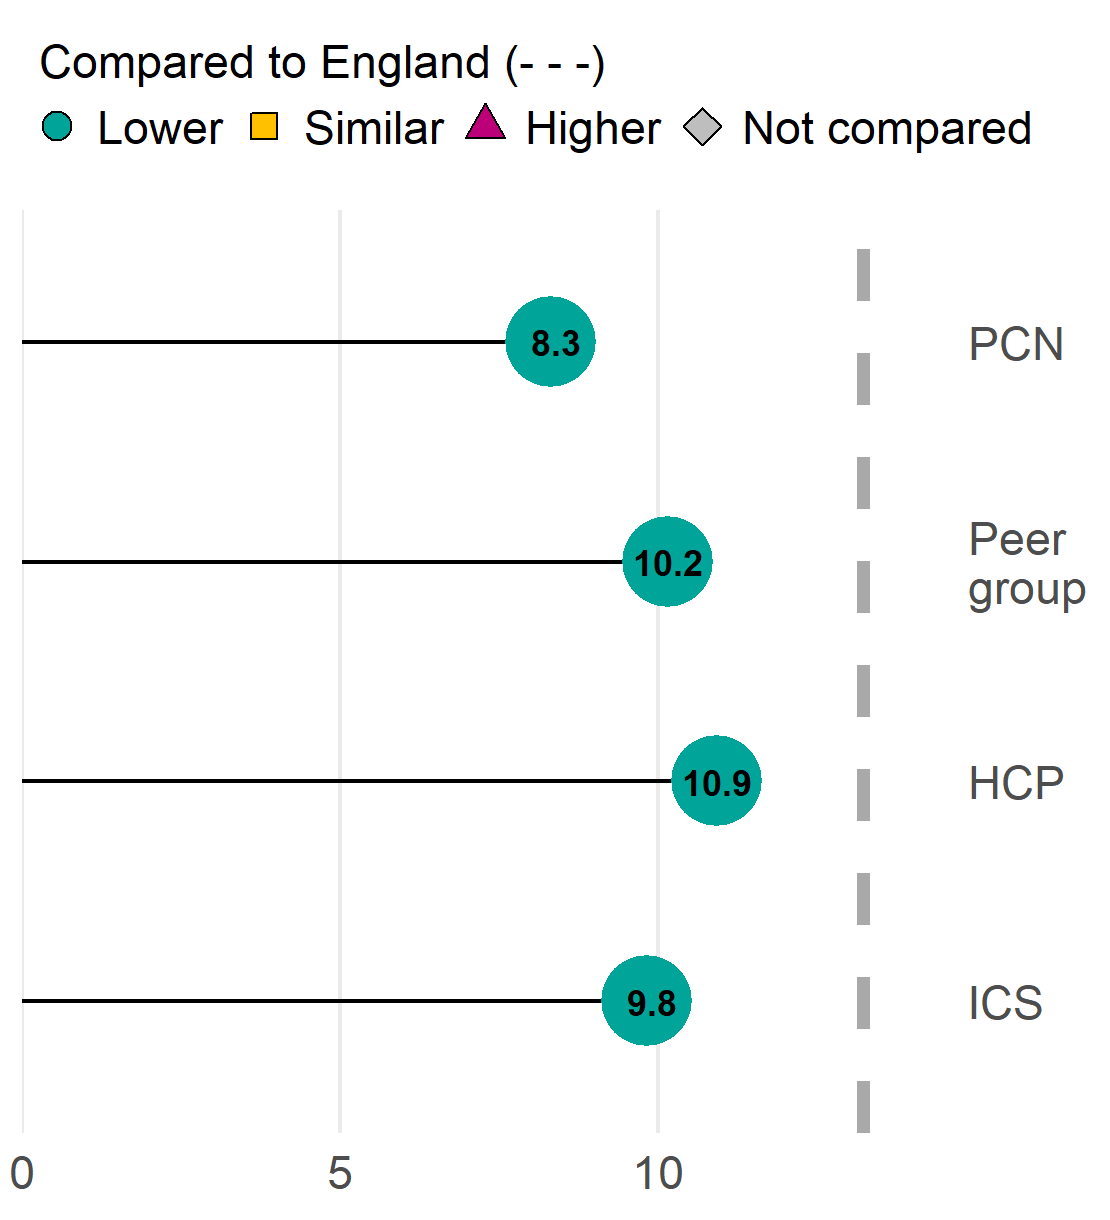 Compared to England (- - -)
Lower Similar Higher Not compared
8.3 PCN
10.2 Peer
group
10.9 HCP
9.8 ICS
0 5 10